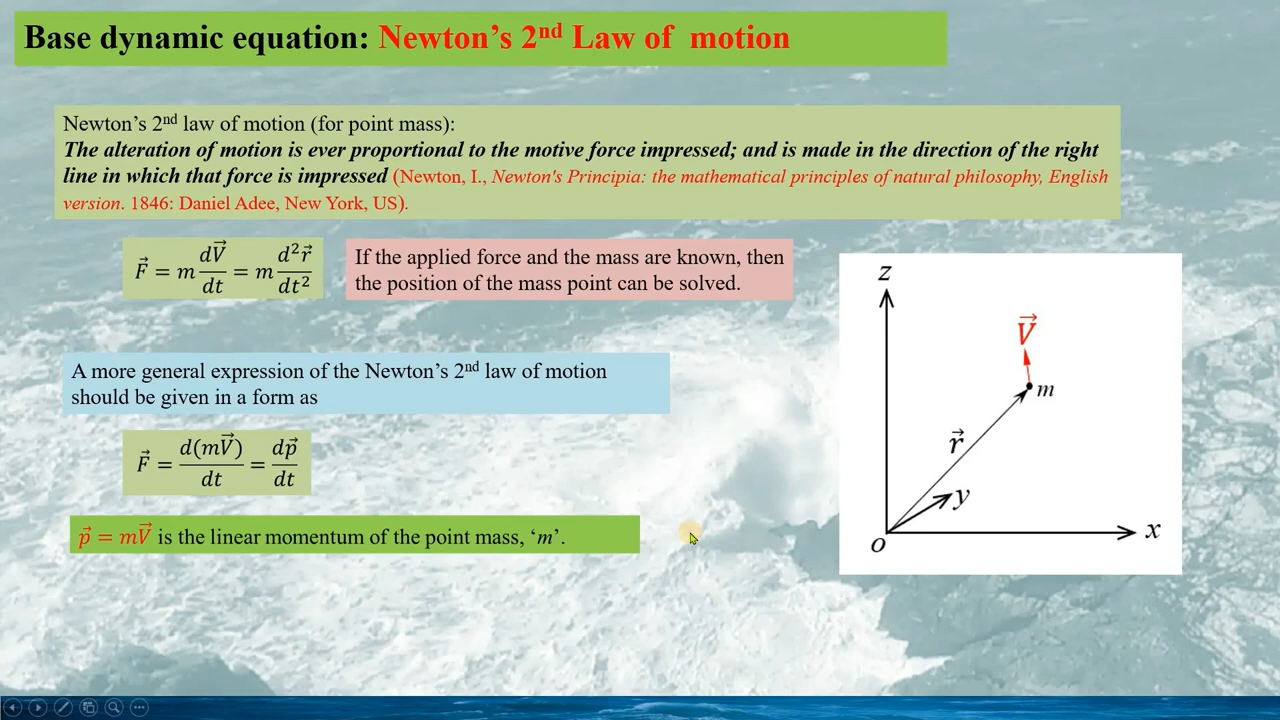 Base dynamic equation: Newton’s 2nd Law of motion
Newton’s 2nd law of motion (for point mass):
The alteration of motion is ever proportional to the motive force impressed; and is made in the direction of the right
line in which that force is impressed (Newton, I., Newton's Principia: the mathematical principles of natural philosophy, English
version. 1846: Daniel Adee, New York, US).
F⃗ = m dV⃗/dt = m d²r⃗/dt²
If the applied force and the mass are known, then
the position of the mass point can be solved.
A more general expression of the Newton’s 2nd law of motion
should be given in a form as
F⃗ = d(mV⃗)/dt = dp⃗/dt
p⃗ = mV⃗ is the linear momentum of the point mass, ‘m’.
z
V⃗
m
r⃗
y
x
o